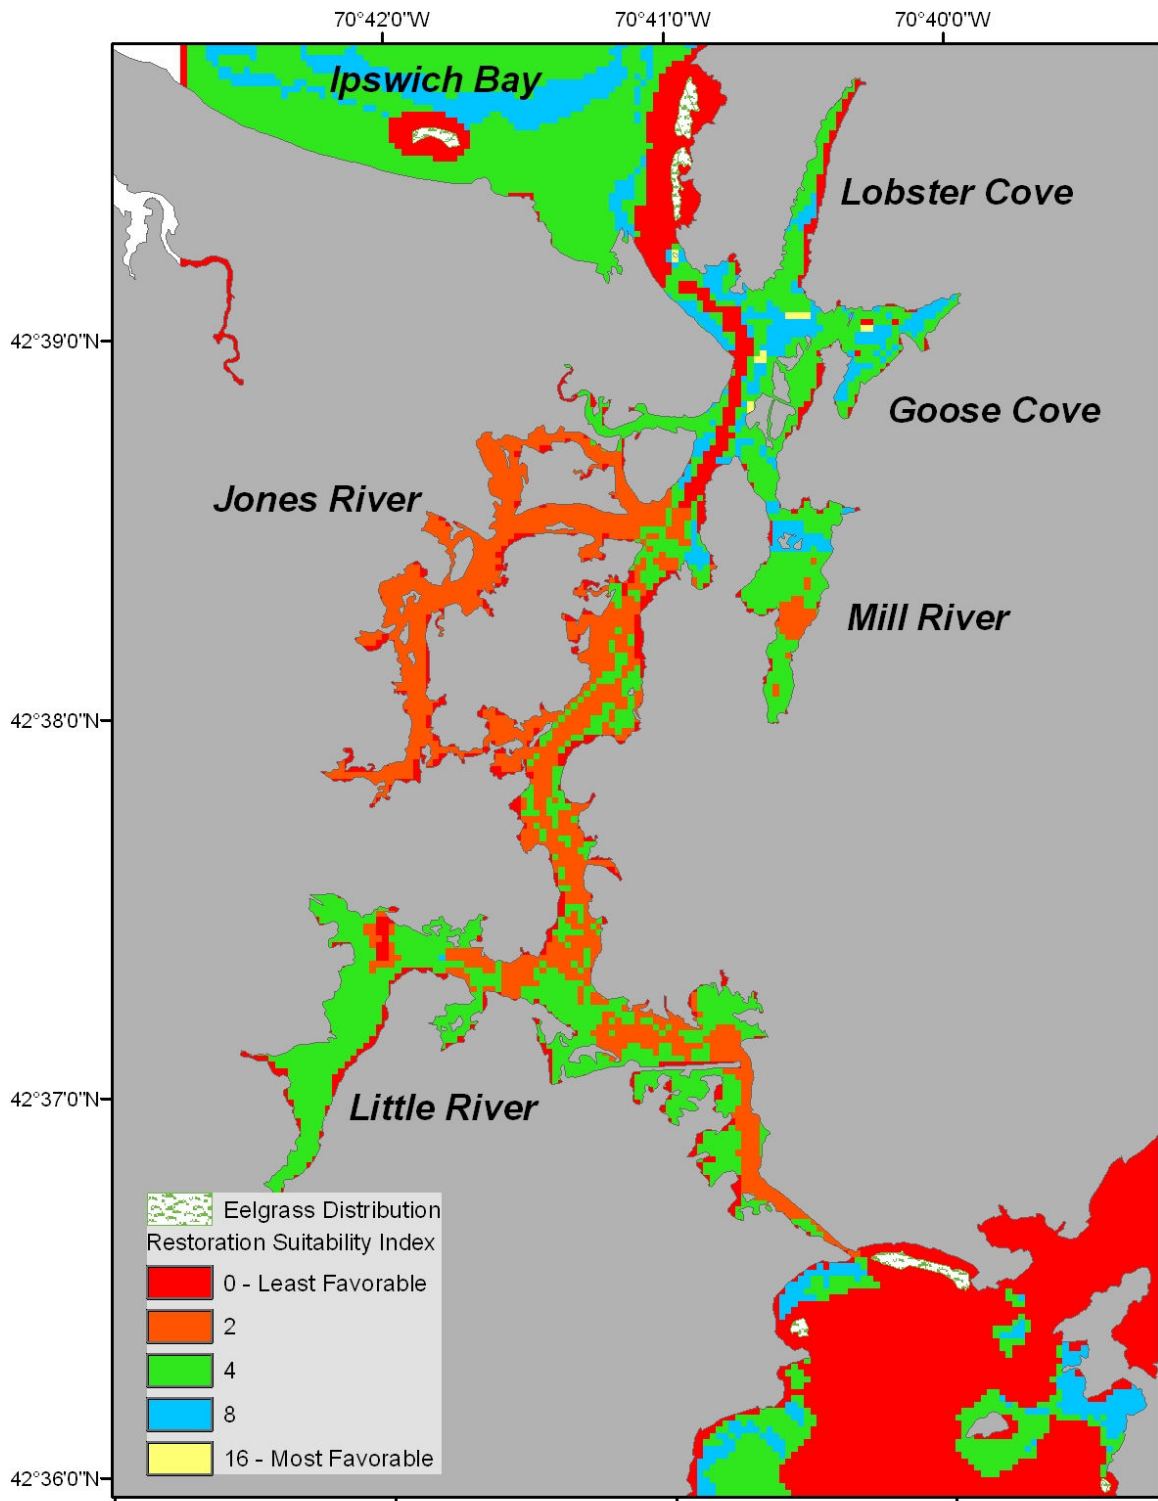 70°42'0"W 70°41'0"W 70°40'0"W
Ipswich Bay
Lobster Cove
42°39'0"N
Goose Cove
Jones River
Mill River
42°38'0"N
42°37'0"N
Little River
Eelgrass Distribution
Restoration Suitability Index
0 - Least Favorable
2
4
8
16 - Most Favorable
42°36'0"N